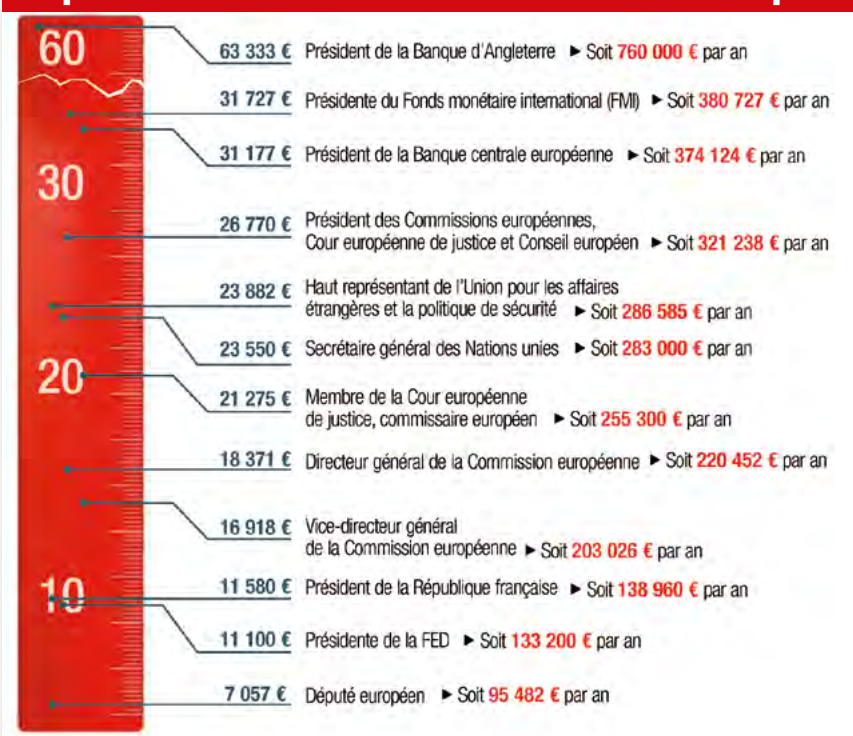 60
63 333 € Président de la Banque d'Angleterre ► Soit 760 000 € par an
31 727 € Présidente du Fonds monétaire international (FMI) ► Soit 380 727 € par an
31 177 € Président de la Banque centrale européenne ► Soit 374 124 € par an
30
26 770 € Président des Commissions européennes,
Cour européenne de justice et Conseil européen ► Soit 321 238 € par an
23 882 € Haut représentant de l'Union pour les affaires
étrangères et la politique de sécurité ► Soit 286 585 € par an
23 550 € Secrétaire général des Nations unies ► Soit 283 000 € par an
20
21 275 € Membre de la Cour européenne
de justice, commissaire européen ► Soit 255 300 € par an
18 371 € Directeur général de la Commission européenne ► Soit 220 452 € par an
16 918 € Vice-directeur général
de la Commission européenne ► Soit 203 026 € par an
10
11 580 € Président de la République française ► Soit 138 960 € par an
11 100 € Présidente de la FED ► Soit 133 200 € par an
7 057 € Député européen ► Soit 95 482 € par an